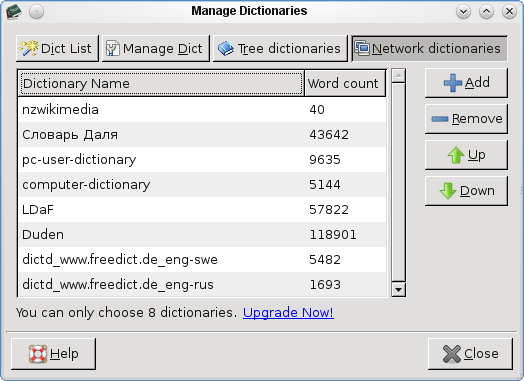 Manage Dictionaries
Dict List Manage Dict Tree dictionaries Network dictionaries
Dictionary Name Word count Add
nzwikimedia 40
Словарь Даля 43642 Remove
pc-user-dictionary 9635 Up
computer-dictionary 5144 Down
LDaF 57822
Duden 118901
dictd_www.freedict.de_eng-swe 5482
dictd_www.freedict.de_eng-rus 1693
You can only choose 8 dictionaries. Upgrade Now!
Help Close